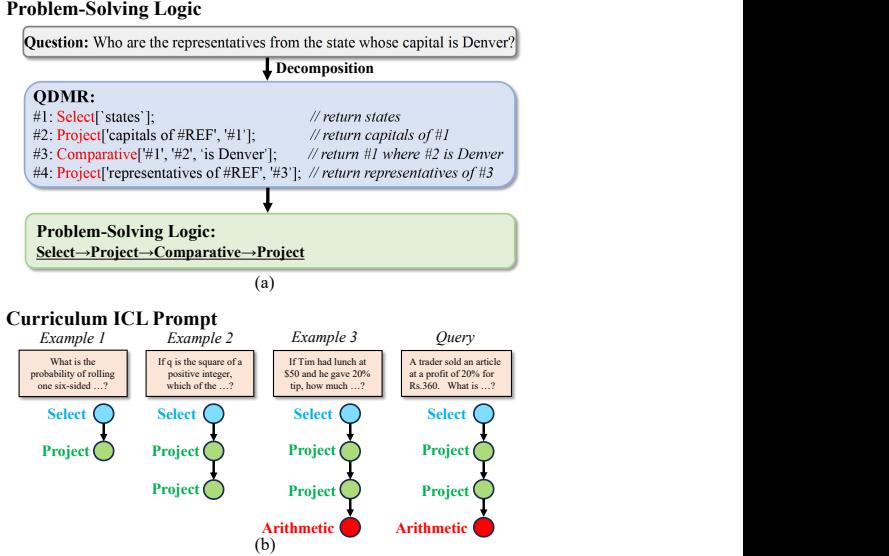 Problem-Solving Logic
Question: Who are the representatives from the state whose capital is Denver?
Decomposition
QDMR:
#1: Select[`states`]; // return states
#2: Project['capitals of #REF', '#1']; // return capitals of #1
#3: Comparative['#1', '#2', 'is Denver']; // return #1 where #2 is Denver
#4: Project['representatives of #REF', '#3']; // return representatives of #3
Problem-Solving Logic:
Select→Project→Comparative→Project
(a)
Curriculum ICL Prompt
Example 1
What is the
probability of rolling
one six-sided …?
Select
Project
Example 2
If q is the square of a
positive integer,
which of the …?
Select
Project
Project
Example 3
If Tim had lunch at
$50 and he gave 20%
tip, how much …?
Select
Project
Project
Arithmetic
Query
A trader sold an article
at a profit of 20% for
Rs.360. What is …?
Select
Project
Project
Arithmetic
(b)